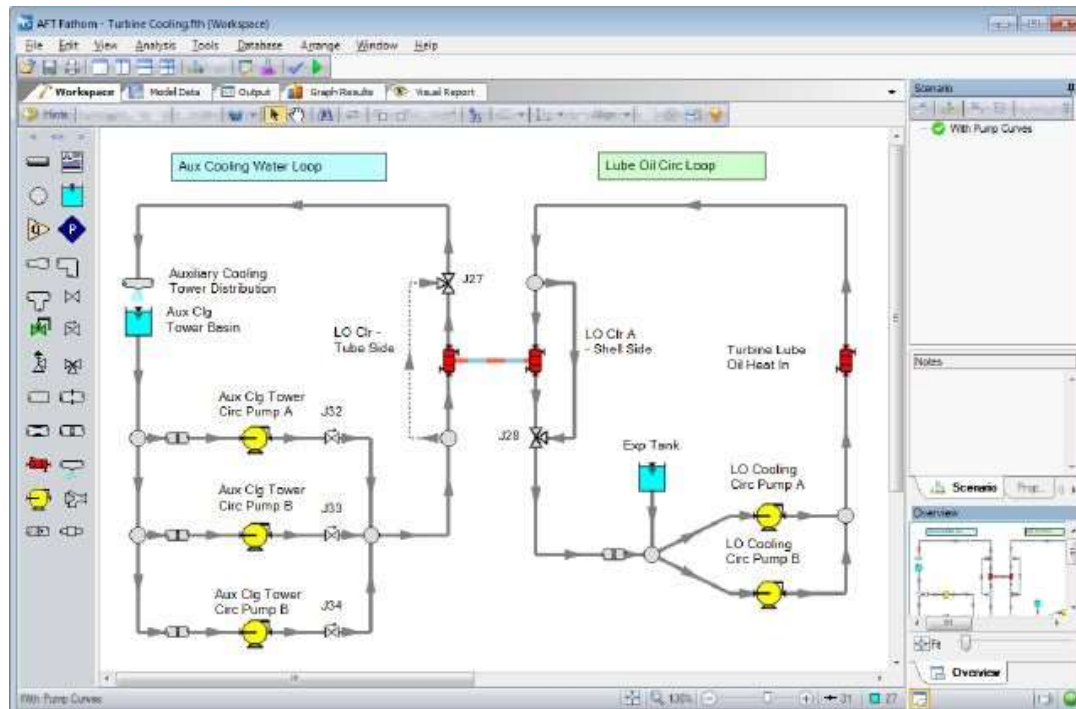 AFT Fathom - Turbine Cooling.fth (Workspace)
File Edit View Analysis Tools Database Arrange Window Help
Workspace Model Data Output Graph Results Visual Report
Hints
Scenario
With Pump Curves
Aux Cooling Water Loop
Lube Oil Circ Loop
Auxiliary Cooling
Tower Distribution
J27
Aux Clg
Tower Basin
LO Clr -
Tube Side
LO Clr A
- Shell Side
Turbine Lube
Oil Heat In
Notes
Aux Clg Tower
Circ Pump A
J32
J28
Exp Tank
Aux Clg Tower
Circ Pump B
J33
LO Cooling
Circ Pump A
LO Cooling
Circ Pump B
Aux Clg Tower
Circ Pump B
J34
Scenario Prop...
Overview
Fit
Overview
With Pump Curves
130%
31
27